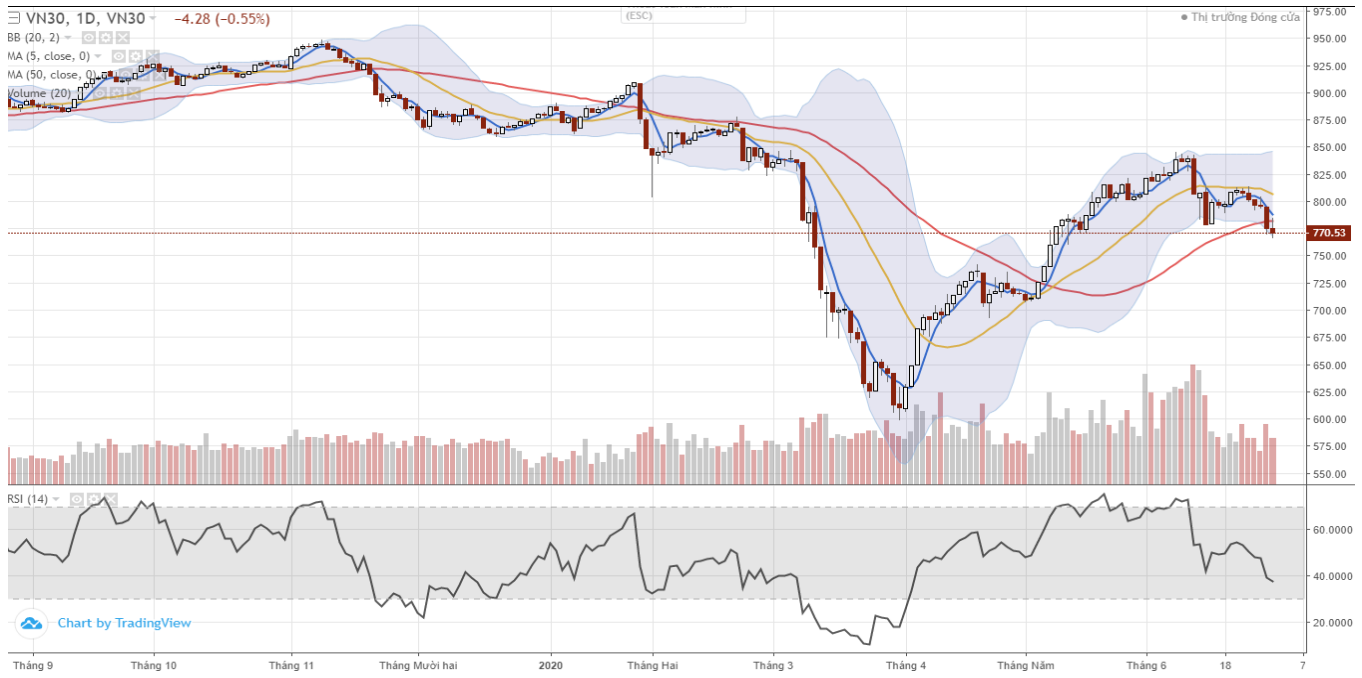 VN30, 1D, VN30 −4.28 (−0.55%)
(ESC)
Thị trường Đóng cửa
BB (20, 2)
MA (5, close, 0)
MA (50, close, 0)
Volume (20)
975.00
950.00
925.00
900.00
875.00
850.00
825.00
800.00
770.53
750.00
725.00
700.00
675.00
650.00
625.00
600.00
575.00
550.00
RSI (14)
60.0000
40.0000
20.0000
Chart by TradingView
Tháng 9 Tháng 10 Tháng 11 Tháng Mười hai 2020 Tháng Hai Tháng 3 Tháng 4 Tháng Năm Tháng 6 18 7